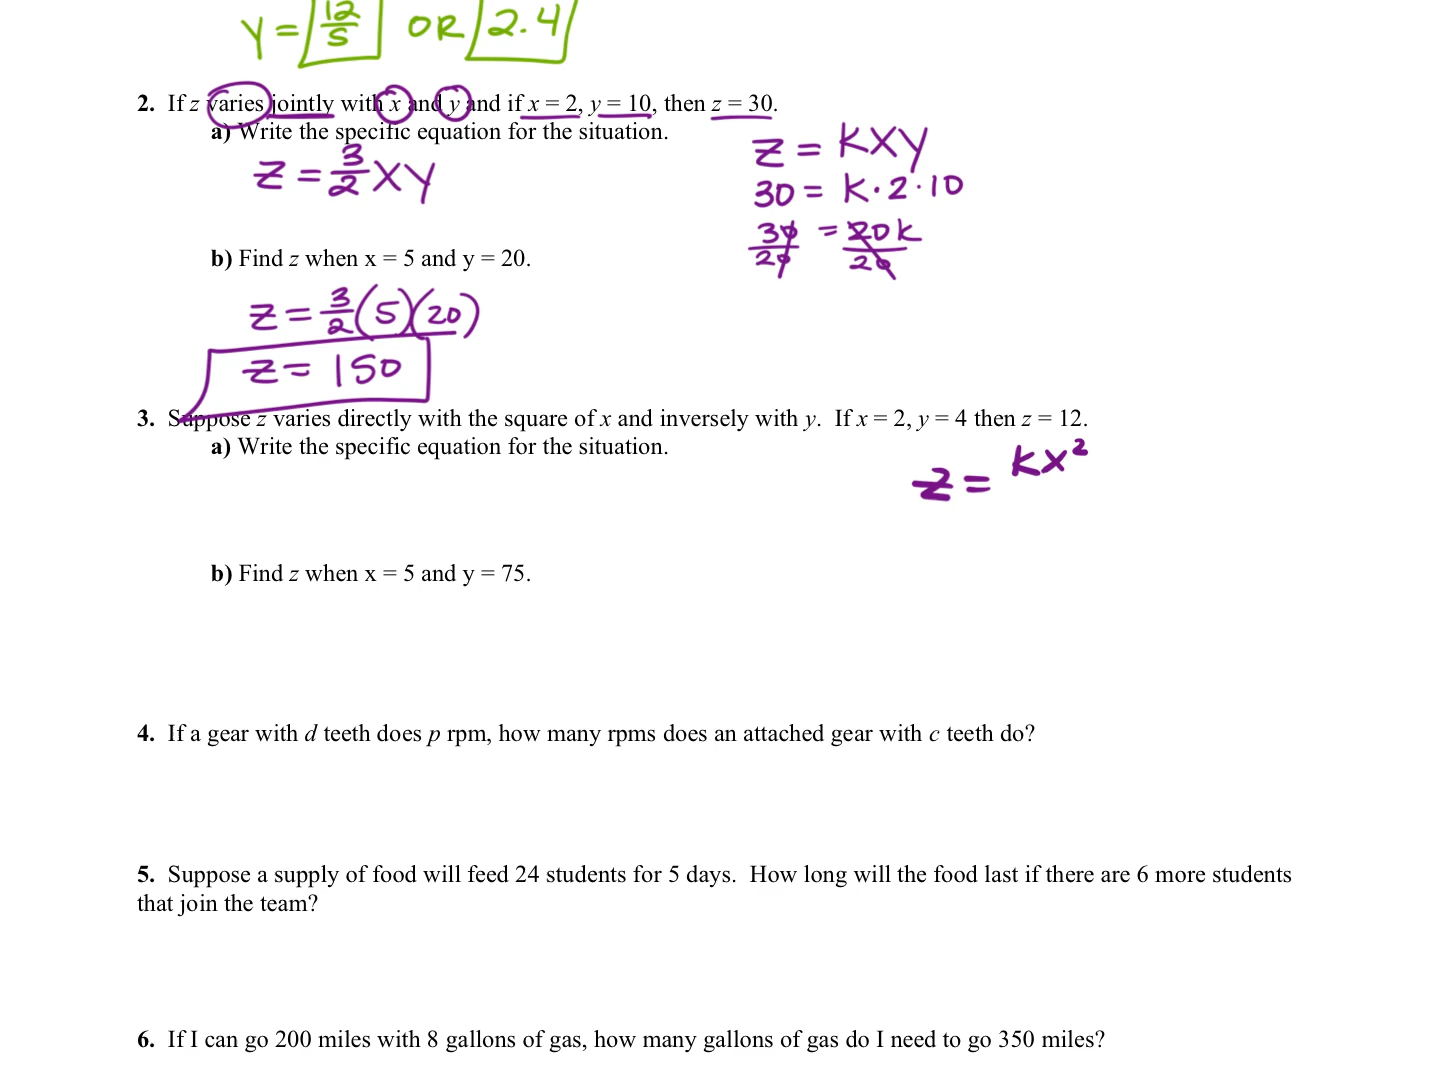 y = 12/5 OR 2.4
2. If z varies jointly with x and y and if x = 2, y = 10, then z = 30.
a) Write the specific equation for the situation.
z = kxy
z = 3/2 xy
30 = k·2·10
30/20 = 20k/20
b) Find z when x = 5 and y = 20.
z = 3/2(5)(20)
z = 150
3. Suppose z varies directly with the square of x and inversely with y. If x = 2, y = 4 then z = 12.
a) Write the specific equation for the situation.
z = kx²
b) Find z when x = 5 and y = 75.
4. If a gear with d teeth does p rpm, how many rpms does an attached gear with c teeth do?
5. Suppose a supply of food will feed 24 students for 5 days. How long will the food last if there are 6 more students
that join the team?
6. If I can go 200 miles with 8 gallons of gas, how many gallons of gas do I need to go 350 miles?